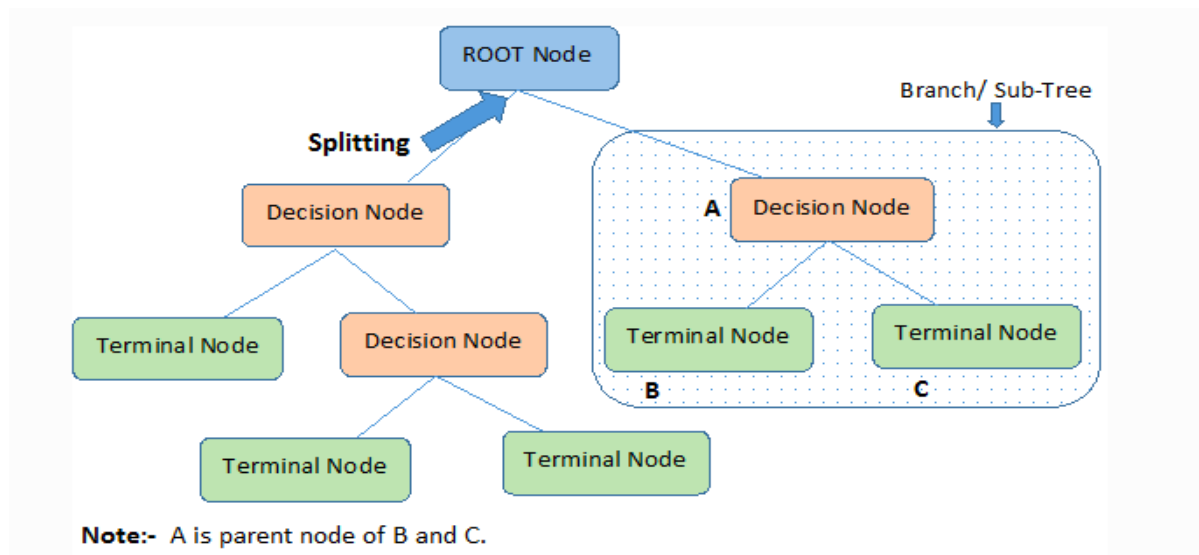 ROOT Node
Branch/ Sub-Tree
Splitting
Decision Node
A Decision Node
Terminal Node
Decision Node
Terminal Node
Terminal Node
B
C
Terminal Node
Terminal Node
Note:- A is parent node of B and C.